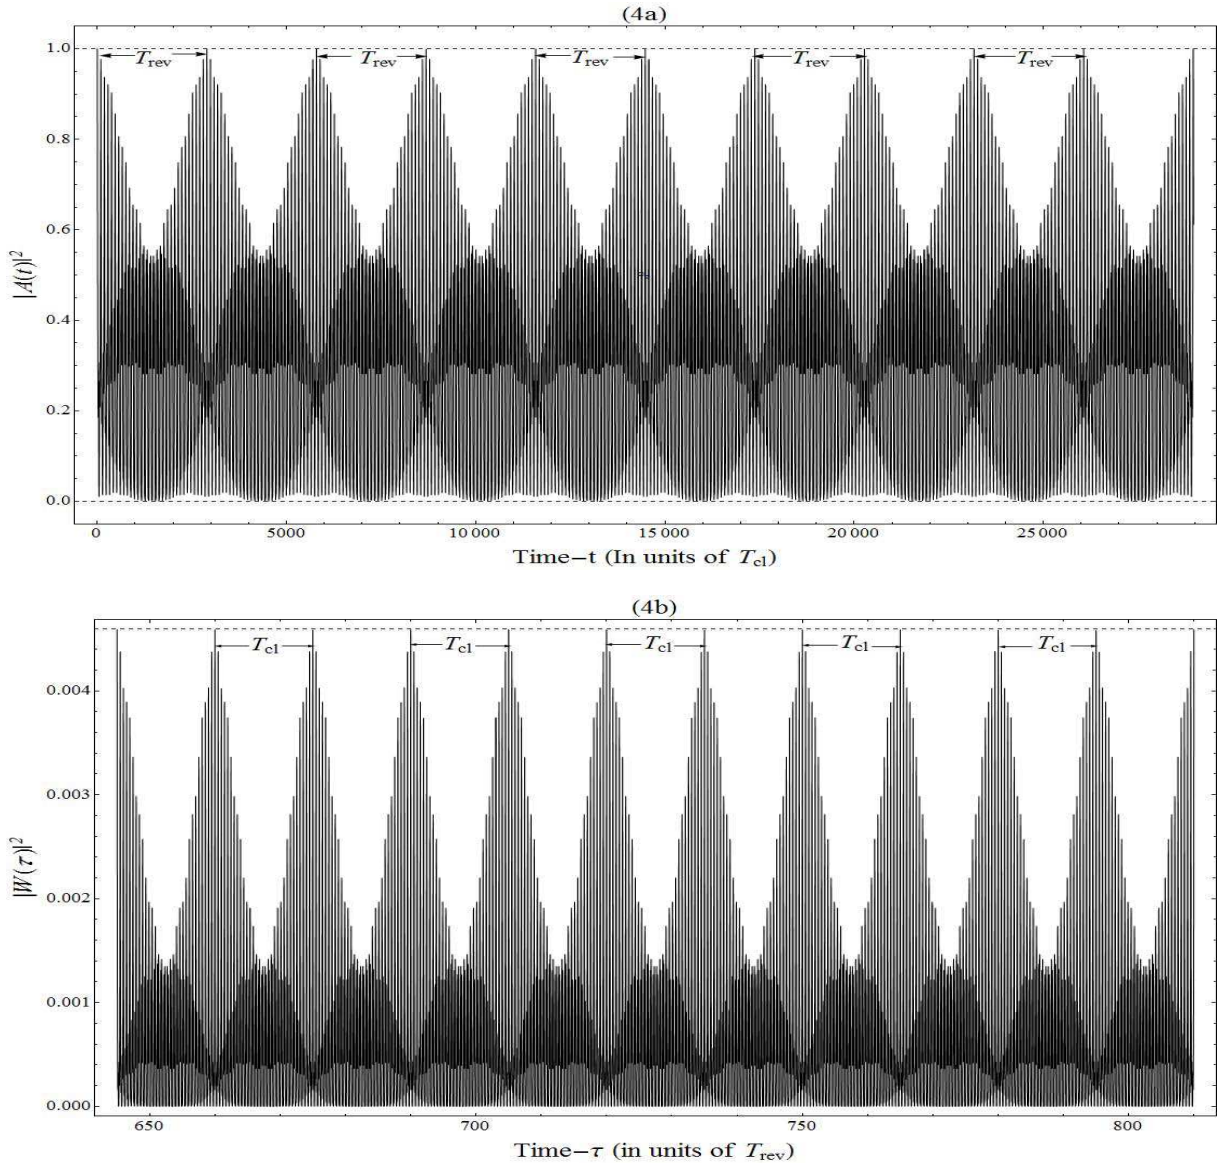 (4a)
T_rev T_rev T_rev T_rev T_rev
1.0
0.8
0.6
0.4
0.2
0.0
|A(t)|²
0 5000 10 000 15 000 20 000 25 000
Time−t (In units of T_cl)
(4b)
T_cl T_cl T_cl T_cl T_cl
0.004
0.003
0.002
0.001
0.000
|W(τ)|²
650 700 750 800
Time−τ (in units of T_rev)